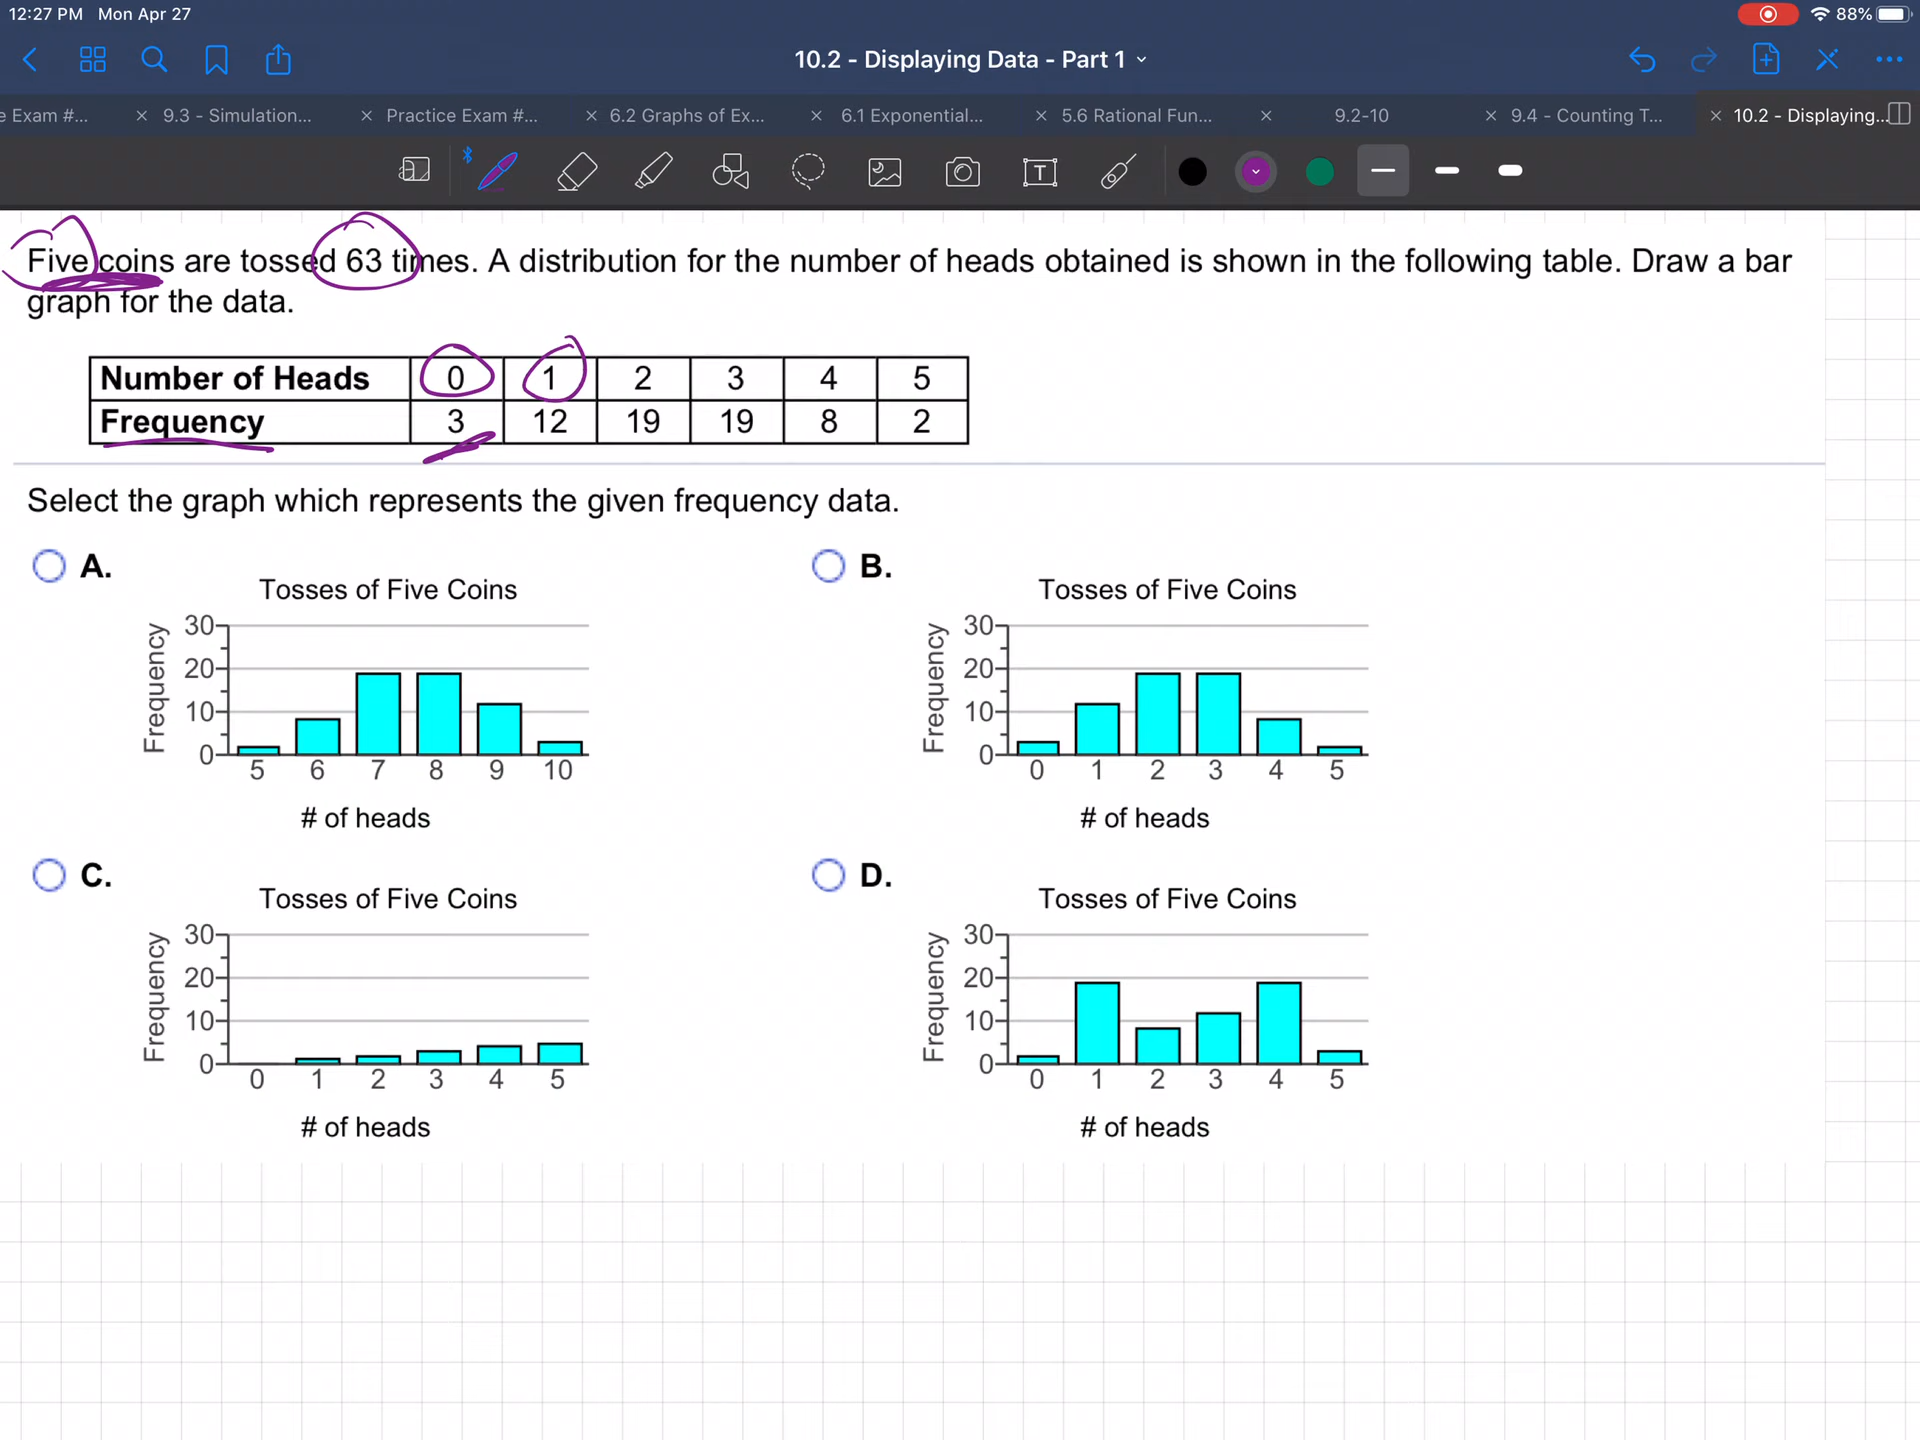 12:27 PM Mon Apr 27
88%
10.2 - Displaying Data - Part 1
e Exam #... × 9.3 - Simulation... × Practice Exam #... × 6.2 Graphs of Ex... × 6.1 Exponential... × 5.6 Rational Fun... × 9.2-10 × 9.4 - Counting T... × 10.2 - Displaying...
T
Five coins are tossed 63 times. A distribution for the number of heads obtained is shown in the following table. Draw a bar
graph for the data.
Number of Heads 0 1 2 3 4 5
Frequency 3 12 19 19 8 2
Select the graph which represents the given frequency data.
A.
Tosses of Five Coins
Frequency
30
20
10
0
5 6 7 8 9 10
# of heads
B.
Tosses of Five Coins
Frequency
30
20
10
0
0 1 2 3 4 5
# of heads
C.
Tosses of Five Coins
Frequency
30
20
10
0
0 1 2 3 4 5
# of heads
D.
Tosses of Five Coins
Frequency
30
20
10
0
0 1 2 3 4 5
# of heads